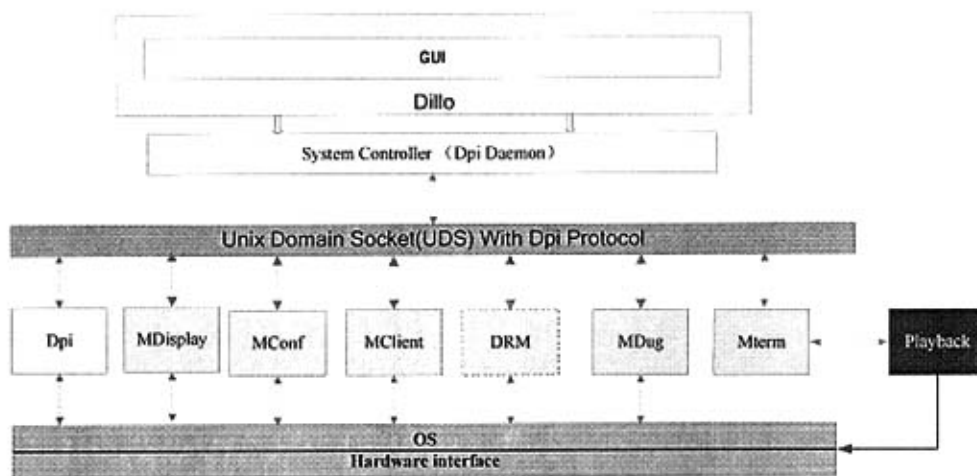 GUI
Dillo
System Controller （Dpi Daemon）
Unix Domain Socket(UDS) With Dpi Protocol
Dpi
MDisplay
MConf
MClient
DRM
MDug
Mterm
Playback
OS
Hardware interface